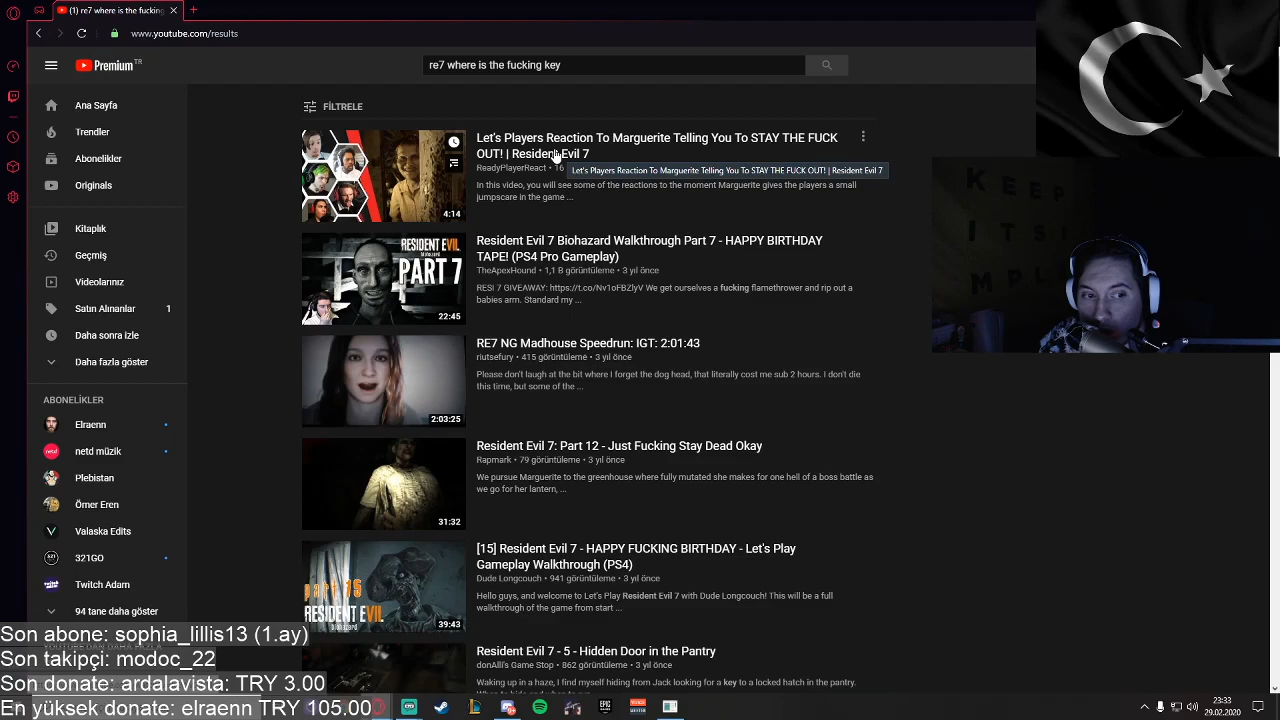 (1) re7 where is the fucking
www.youtube.com/results
Premium TR
re7 where is the fucking key
Ana Sayfa
Trendler
Abonelikler
Originals
Kitaplık
Geçmiş
Videolarınız
Satın Alınanlar 1
Daha sonra izle
Daha fazla göster
ABONELİKLER
Elraenn
netd müzik
Plebistan
Ömer Eren
Valaska Edits
321GO
Twitch Adam
94 tane daha göster
FİLTRELE
4:14
Let's Players Reaction To Marguerite Telling You To STAY THE FUCK
OUT! | Resident Evil 7
ReadyPlayerReact • 16
Let's Players Reaction To Marguerite Telling You To STAY THE FUCK OUT! | Resident Evil 7
In this video, you will see some of the reactions to the moment Marguerite gives the players a small
jumpscare in the game ...
RESIDENT EVIL
PART 7
22:45
Resident Evil 7 Biohazard Walkthrough Part 7 - HAPPY BIRTHDAY
TAPE! (PS4 Pro Gameplay)
TheApexHound • 1,1 B görüntüleme • 3 yıl önce
RESI 7 GIVEAWAY: https://t.co/Nv1oFBZlyV We get ourselves a fucking flamethrower and rip out a
babies arm. Standard my ...
2:03:25
RE7 NG Madhouse Speedrun: IGT: 2:01:43
riutsefury • 415 görüntüleme • 3 yıl önce
Please don't laugh at the bit where I forget the dog head, that literally cost me sub 2 hours. I don't die
this time, but some of the ...
31:32
Resident Evil 7: Part 12 - Just Fucking Stay Dead Okay
Rapmark • 79 görüntüleme • 3 yıl önce
We pursue Marguerite to the greenhouse where fully mutated she makes for one hell of a boss battle as
we go for her lantern, ...
part 15
RESIDENT EVIL
biohazard
39:43
[15] Resident Evil 7 - HAPPY FUCKING BIRTHDAY - Let's Play
Gameplay Walkthrough (PS4)
Dude Longcouch • 941 görüntüleme • 3 yıl önce
Hello guys, and welcome to Let's Play Resident Evil 7 with Dude Longcouch! This will be a full
walkthrough of the game from start ...
Resident Evil 7 - 5 - Hidden Door in the Pantry
donAlli's Game Stop • 862 görüntüleme • 3 yıl önce
Waking up in a haze, I find myself hiding from Jack looking for a key to a locked hatch in the pantry.
KEEP
IT SI
MPL
Son abone: sophia_lillis13 (1.ay)
Son takipçi: modoc_22
Son donate: ardalavista: TRY 3.00
En yüksek donate: elraenn TRY 105.00
23:33
29.02.2020